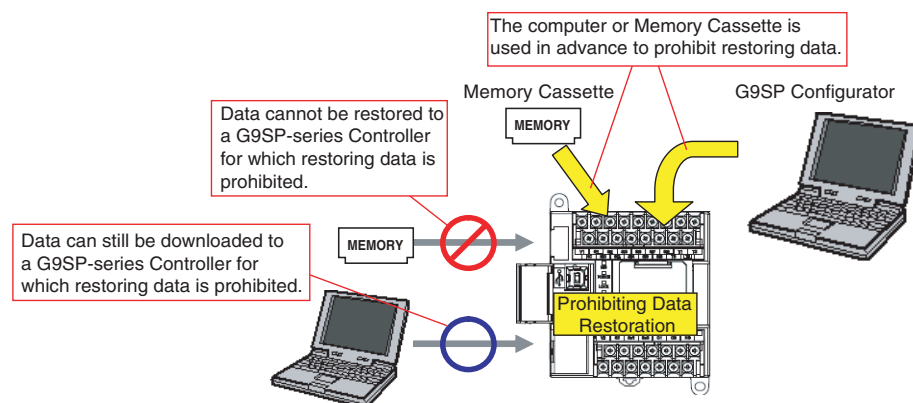 The computer or Memory Cassette is
used in advance to prohibit restoring data.
Memory Cassette
G9SP Configurator
MEMORY
Data cannot be restored to
a G9SP-series Controller
for which restoring data is
prohibited.
MEMORY
Data can still be downloaded to
a G9SP-series Controller for
which restoring data is prohibited.
Prohibiting Data
Restoration